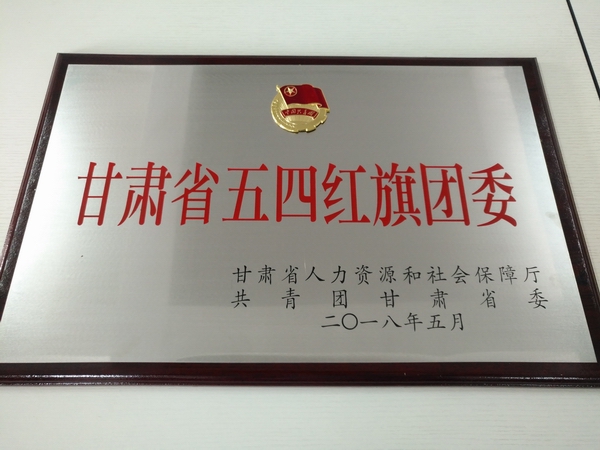 甘肃省五四红旗团委
甘肃省人力资源和社会保障厅
共青团甘肃省委
二〇一八年五月